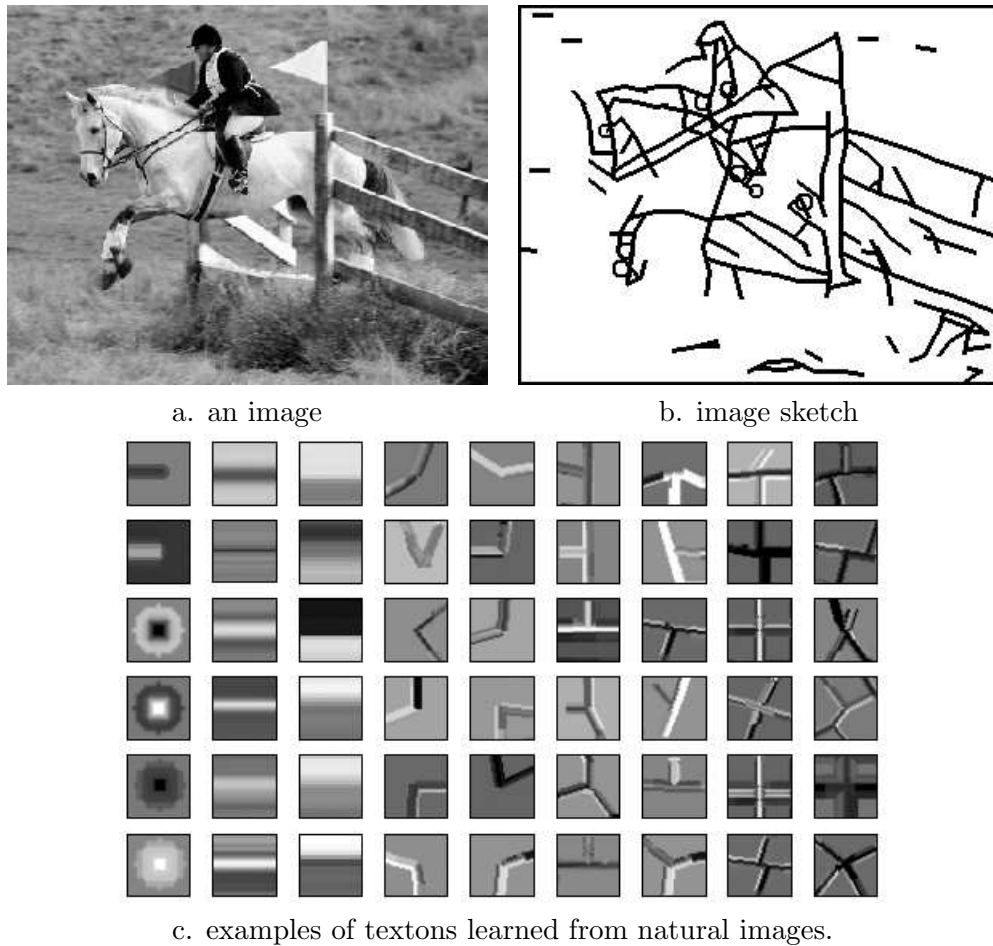 a. an image
b. image sketch
c. examples of textons learned from natural images.